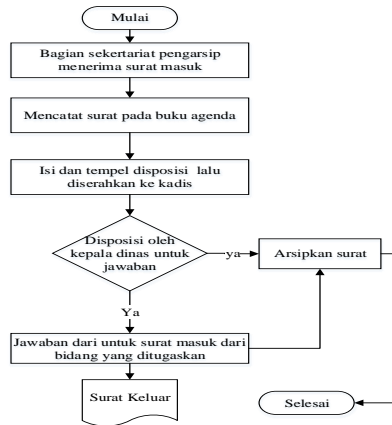 Mulai
Bagian sekertariat pengarsip
menerima surat masuk
Mencatat surat pada buku agenda
Isi dan tempel disposisi lalu
diserahkan ke kadis
Disposisi oleh
kepala dinas untuk
jawaban
ya
Arsipkan surat
Ya
Jawaban dari untuk surat masuk dari
bidang yang ditugaskan
Surat Keluar
Selesai